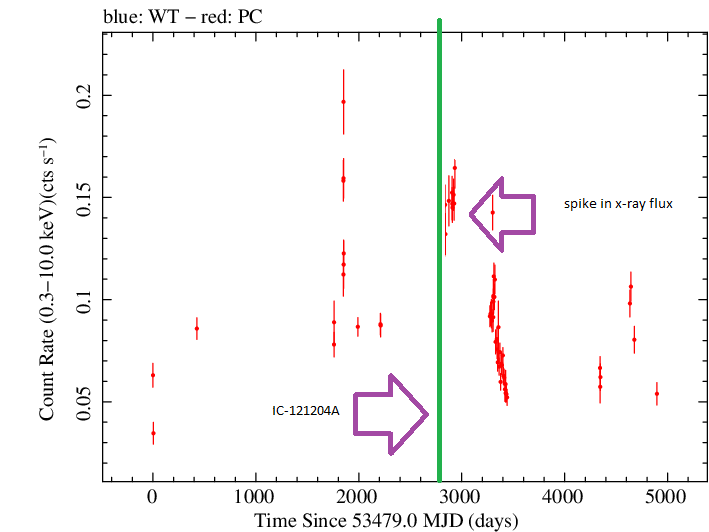 blue: WT − red: PC
Count Rate (0.3−10.0 keV)(cts s⁻¹)
0.2
0.15
0.1
0.05
spike in x-ray flux
IC-121204A
0 1000 2000 3000 4000 5000
Time Since 53479.0 MJD (days)